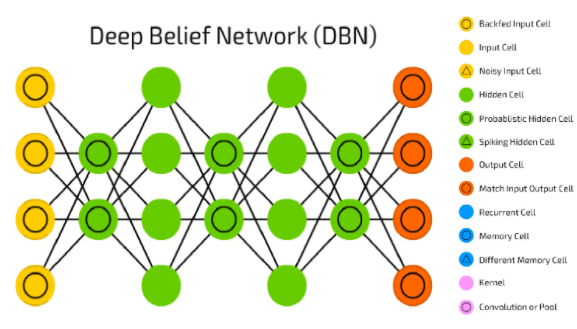 Deep Belief Network (DBN)
Backfed Input Cell
Input Cell
Noisy Input Cell
Hidden Cell
Probablistic Hidden Cell
Spiking Hidden Cell
Output Cell
Match Input Output Cell
Recurrent Cell
Memory Cell
Different Memory Cell
Kernel
Convolution or Pool